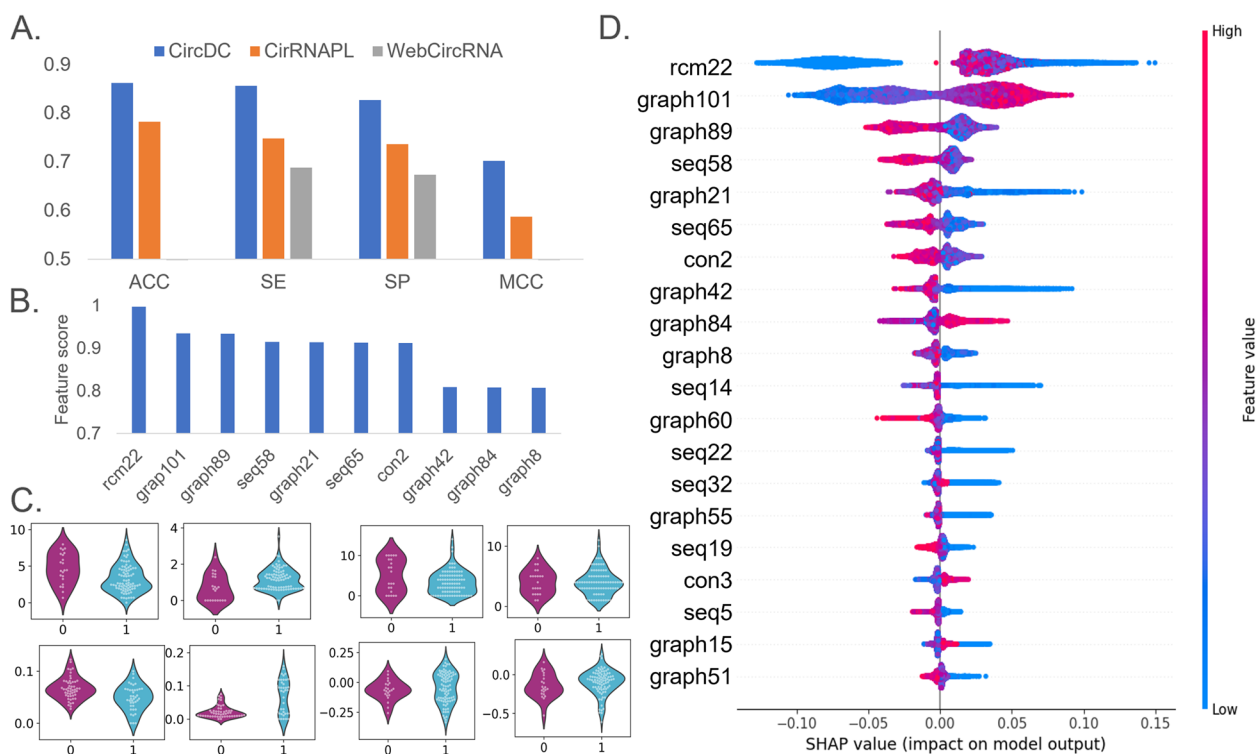 A.
CircDC CirRNAPL WebCircRNA
0.9
0.8
0.7
0.6
0.5
ACC SE SP MCC
B.
Feature score
1
0.9
0.8
0.7
rcm22 grap101 graph89 seq58 graph21 seq65 con2 graph42 graph84 graph8
C.
10
5
0
0 1
4
2
0
0 1
10
0
0 1
10
5
0
0 1
0.1
0.0
0 1
0.2
0.1
0.0
0 1
0.25
0.00
−0.25
0 1
0.0
−0.5
0 1
D.
rcm22
graph101
graph89
seq58
graph21
seq65
con2
graph42
graph84
graph8
seq14
graph60
seq22
seq32
graph55
seq19
con3
seq5
graph15
graph51
−0.10 −0.05 0.00 0.05 0.10 0.15
SHAP value (impact on model output)
High
Feature value
Low